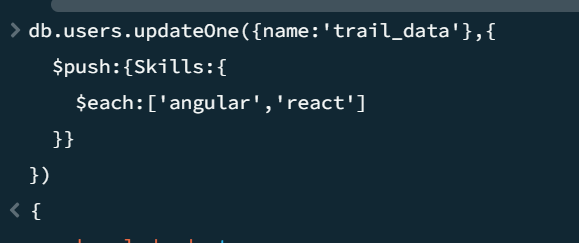 > db.users.updateOne({name:'trail_data'},{
$push:{Skills:{
$each:['angular','react']
}}
})
< {